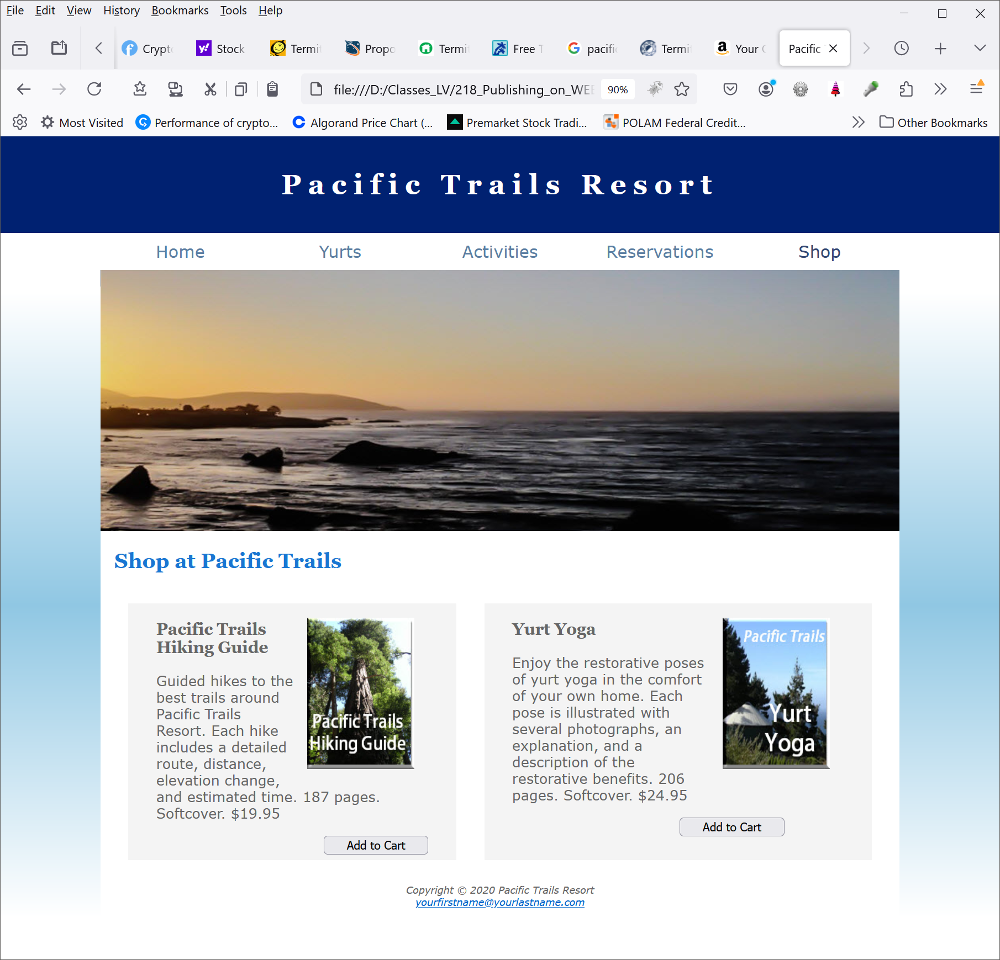 File Edit View History Bookmarks Tools Help
Crypto Stock Termi Propo Termi Free T pacific Termi Your Pacific
file:///D:/Classes_LV/218_Publishing_on_WEB 90%
Most Visited Performance of crypto... Algorand Price Chart (... Premarket Stock Tradi... POLAM Federal Credit... Other Bookmarks
Pacific Trails Resort
Home Yurts Activities Reservations Shop
Shop at Pacific Trails
Pacific Trails
Hiking Guide
Guided hikes to the
best trails around
Pacific Trails
Resort. Each hike
includes a detailed
route, distance,
elevation change,
and estimated time. 187 pages.
Softcover. $19.95
Pacific Trails
Hiking Guide
Add to Cart
Yurt Yoga
Enjoy the restorative poses
of yurt yoga in the comfort
of your own home. Each
pose is illustrated with
several photographs, an
explanation, and a
description of the
restorative benefits. 206
pages. Softcover. $24.95
Pacific Trails
Yurt
Yoga
Add to Cart
Copyright © 2020 Pacific Trails Resort
yourfirstname@yourlastname.com